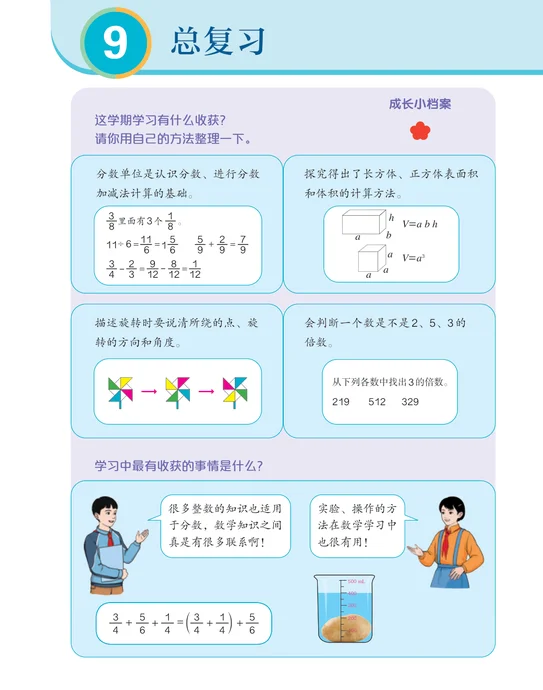 9 总复习
成长小档案
这学期学习有什么收获？
请你用自己的方法整理一下。
分数单位是认识分数、进行分数
加减法计算的基础。
3/8里面有3个1/8。
11÷6=11/6=1 5/6 5/9+2/9=7/9
3/4-2/3=9/12-8/12=1/12
探究得出了长方体、正方体表面积
和体积的计算方法。
h
V=abh
a b
a
V=a³
a
a
描述旋转时要说清所绕的点、旋
转的方向和角度。
会判断一个数是不是2、5、3的
倍数。
从下列各数中找出3的倍数。
219 512 329
学习中最有收获的事情是什么？
很多整数的知识也适用
于分数，数学知识之间
真是有很多联系啊！
实验、操作的方
法在数学学习中
也很有用！
3/4+5/6+1/4=(3/4+1/4)+5/6
500 mL